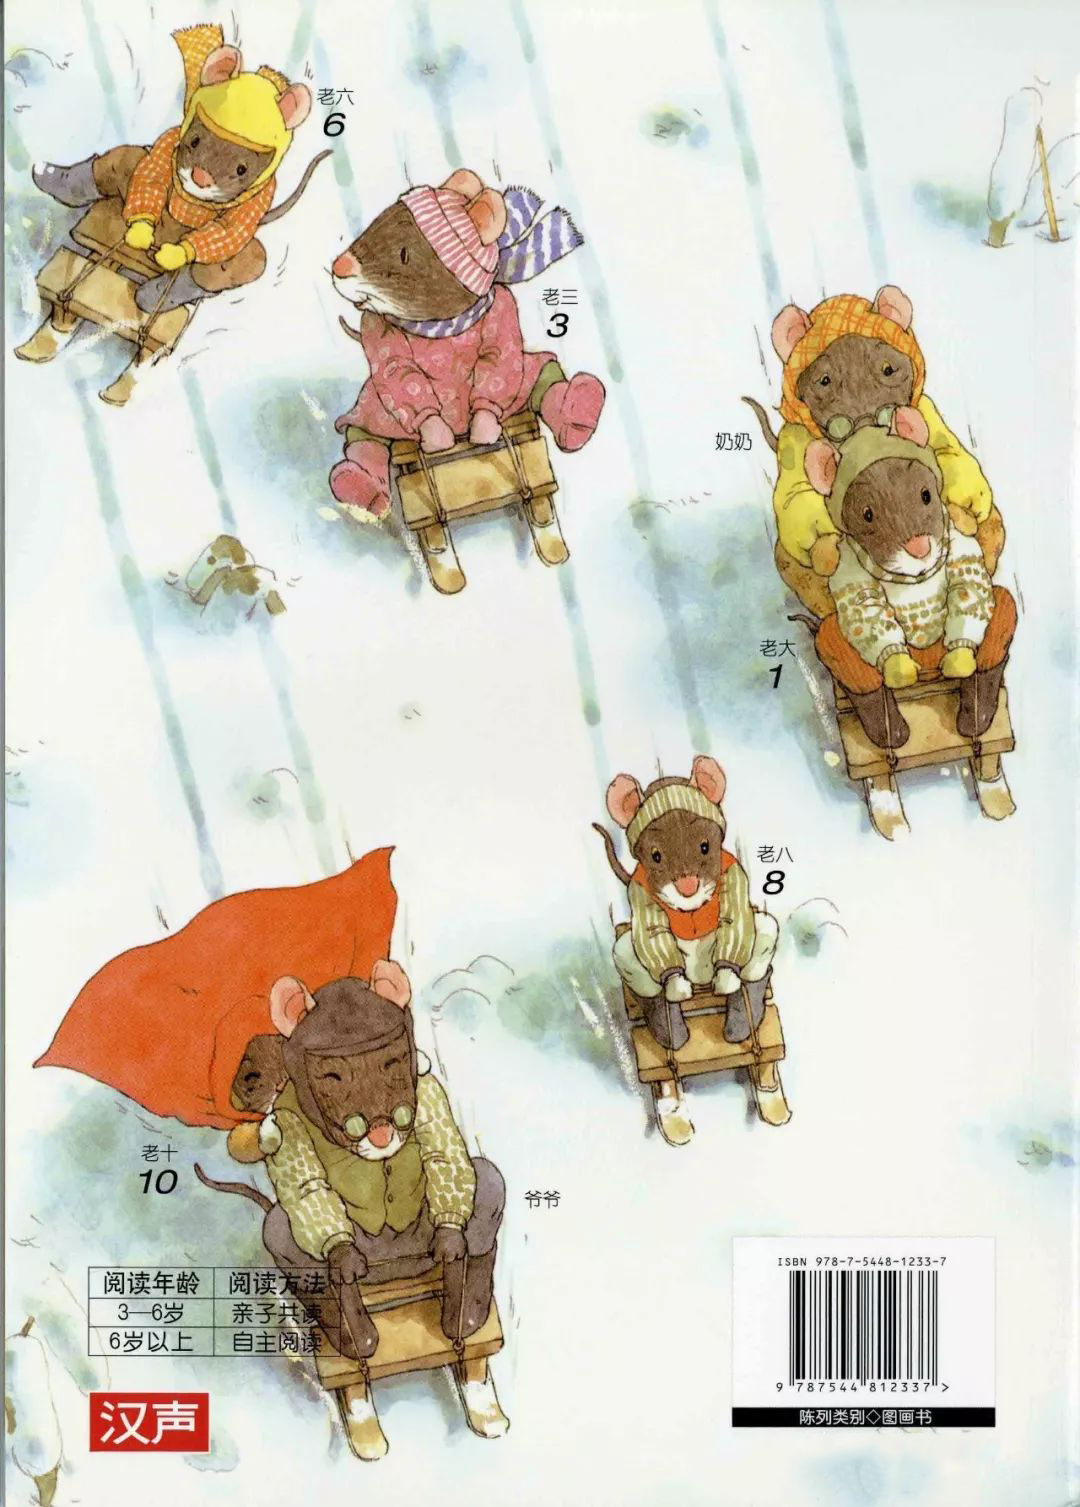 老六
6
老三
3
奶奶
老大
1
老八
8
老十
10
爷爷
阅读年龄 阅读方法
3—6岁 亲子共读
6岁以上 自主阅读
汉声
ISBN 978-7-5448-1233-7
9 787544 812337 >
陈列类别◇图画书